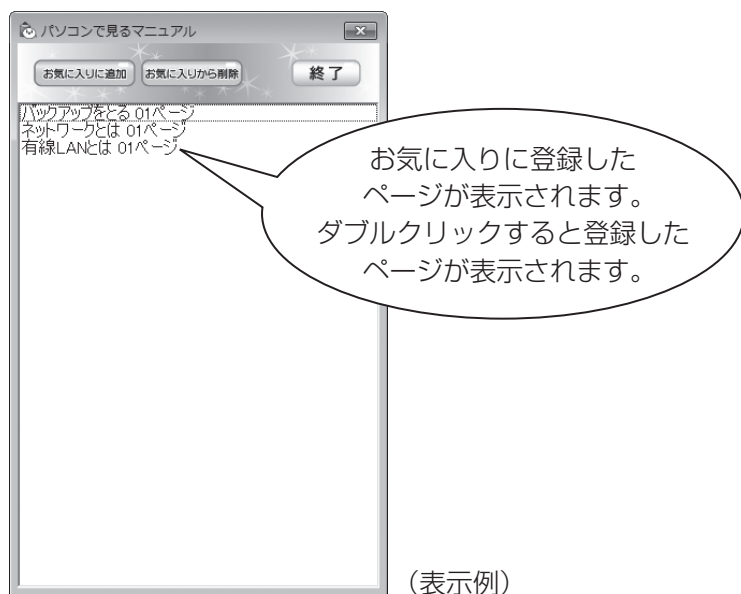 パソコンで見るマニュアル
お気に入りに追加 お気に入りから削除 終了
バックアップをとる 01ページ
ネットワークとは 01ページ
有線LANとは 01ページ
お気に入りに登録した
ページが表示されます。
ダブルクリックすると登録した
ページが表示されます。
（表示例）